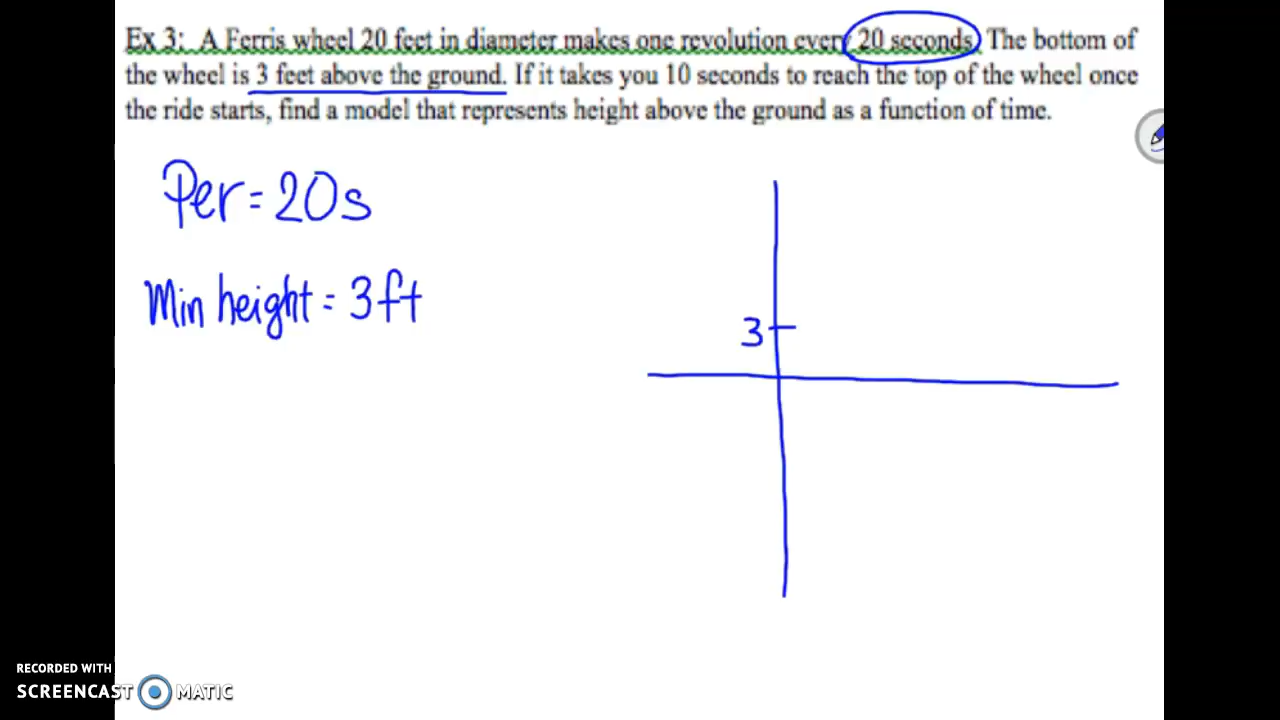 Ex 3: A Ferris wheel 20 feet in diameter makes one revolution every 20 seconds. The bottom of
the wheel is 3 feet above the ground. If it takes you 10 seconds to reach the top of the wheel once
the ride starts, find a model that represents height above the ground as a function of time.
Per = 20s
Min height = 3ft
3
RECORDED WITH
SCREENCAST MATIC